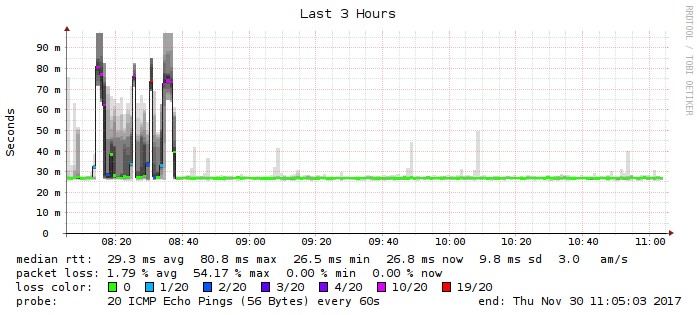 Last 3 Hours
RRDTOOL / TOBI OETIKER
Seconds
90 m
80 m
70 m
60 m
50 m
40 m
30 m
20 m
10 m
0
08:20 08:40 09:00 09:20 09:40 10:00 10:20 10:40 11:00
median rtt: 29.3 ms avg 80.8 ms max 26.5 ms min 26.8 ms now 9.8 ms sd 3.0 am/s
packet loss: 1.79 % avg 54.17 % max 0.00 % min 0.00 % now
loss color: 0 1/20 2/20 3/20 4/20 10/20 19/20
probe: 20 ICMP Echo Pings (56 Bytes) every 60s end: Thu Nov 30 11:05:03 2017